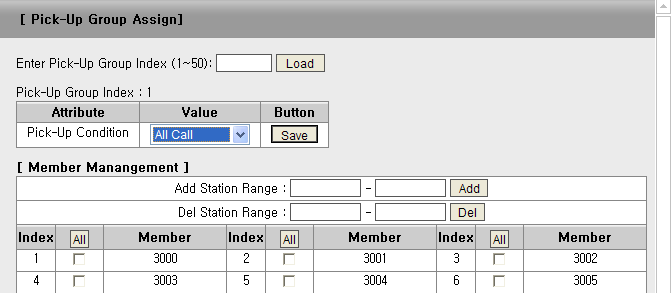 [ Pick-Up Group Assign]
Enter Pick-Up Group Index (1~50): Load
Pick-Up Group Index : 1
Attribute Value Button
Pick-Up Condition All Call Save
[ Member Manangement ]
Add Station Range : - Add
Del Station Range : - Del
Index All Member Index All Member Index All Member
1 3000 2 3001 3 3002
4 3003 5 3004 6 3005